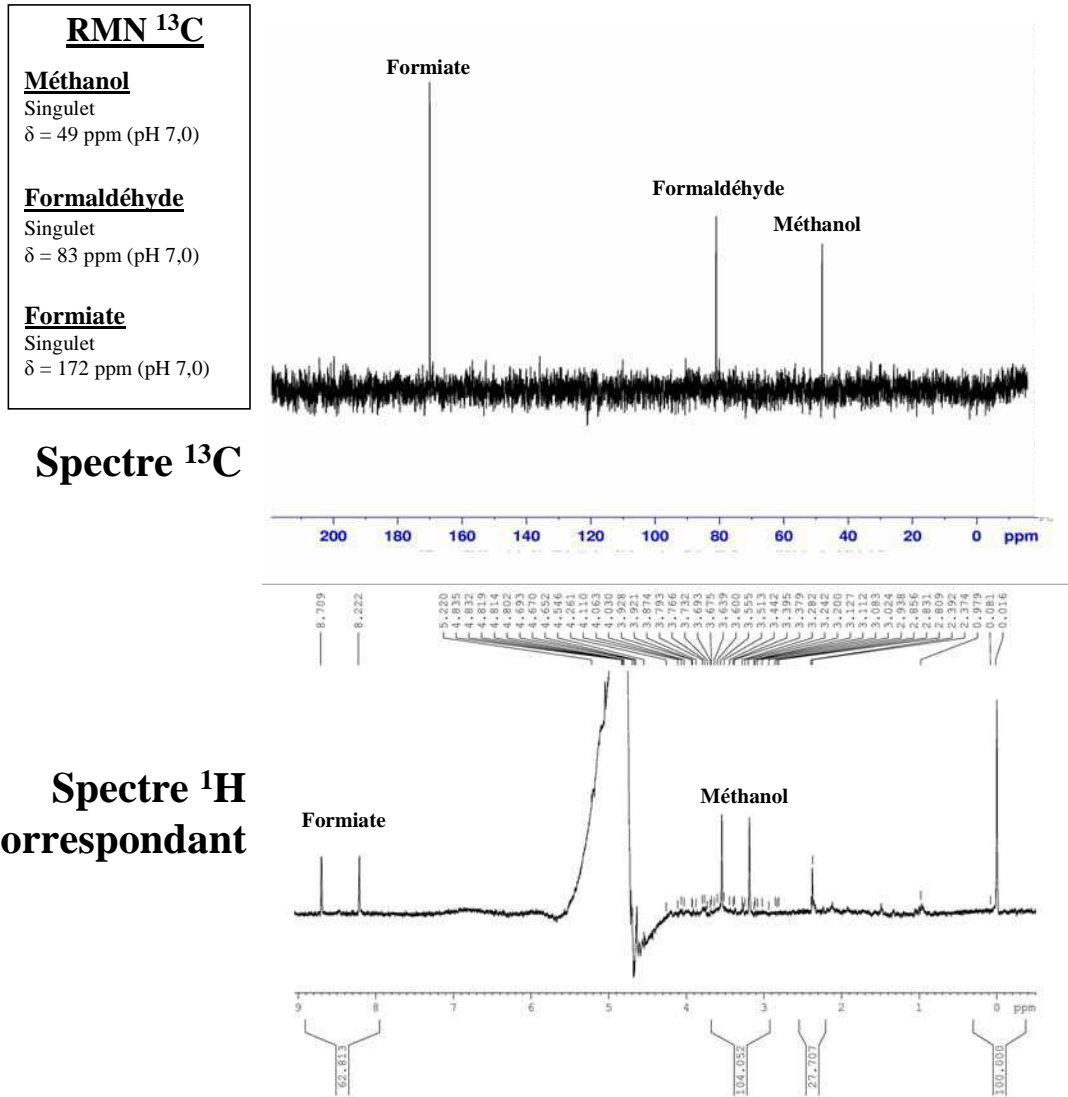 RMN ¹³C
Méthanol
Singulet
δ = 49 ppm (pH 7,0)
Formaldéhyde
Singulet
δ = 83 ppm (pH 7,0)
Formiate
Singulet
δ = 172 ppm (pH 7,0)
Formiate
Formaldéhyde
Méthanol
Spectre ¹³C
200 180 160 140 120 100 80 60 40 20 0 ppm
8.709 8.222 5.220 4.835 4.832 4.819 4.814 4.802 4.693 4.670 4.652 4.546 4.261 4.110 4.063 4.030 3.928 3.921 3.874 3.793 3.766 3.732 3.693 3.675 3.639 3.600 3.555 3.513 3.442 3.395 3.379 3.282 3.242 3.200 3.127 3.112 3.083 3.024 2.938 2.856 2.831 2.809 2.392 2.374 0.979 0.081 0.016
Spectre ¹H
orrespondant
Formiate
Méthanol
9 8 7 6 5 4 3 2 1 0 ppm
62.813 104.052 27.707 100.000